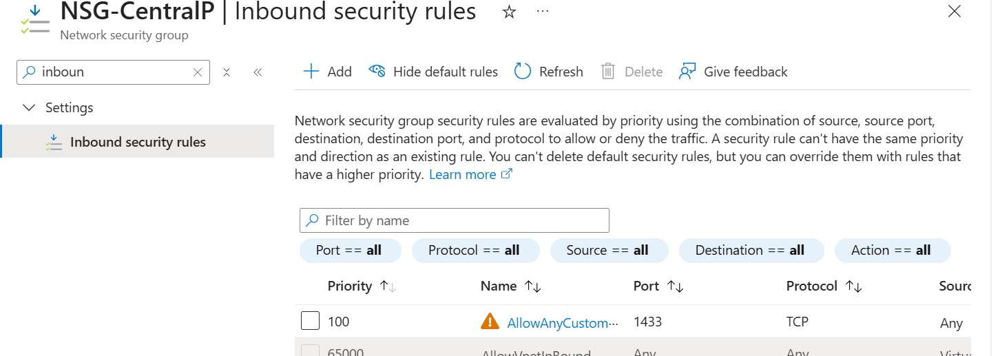 NSG-CentralP | Inbound security rules
Network security group
inboun
Add
Hide default rules
Refresh
Delete
Give feedback
Settings
Inbound security rules
Network security group security rules are evaluated by priority using the combination of source, source port,
destination, destination port, and protocol to allow or deny the traffic. A security rule can't have the same priority
and direction as an existing rule. You can't delete default security rules, but you can override them with rules that
have a higher priority. Learn more
Filter by name
Port == all
Protocol == all
Source == all
Destination == all
Action == all
Priority Name Port Protocol Sourc
100 AllowAnyCustom... 1433 TCP Any
65000 AllowVnetInBound Any Any Virtu